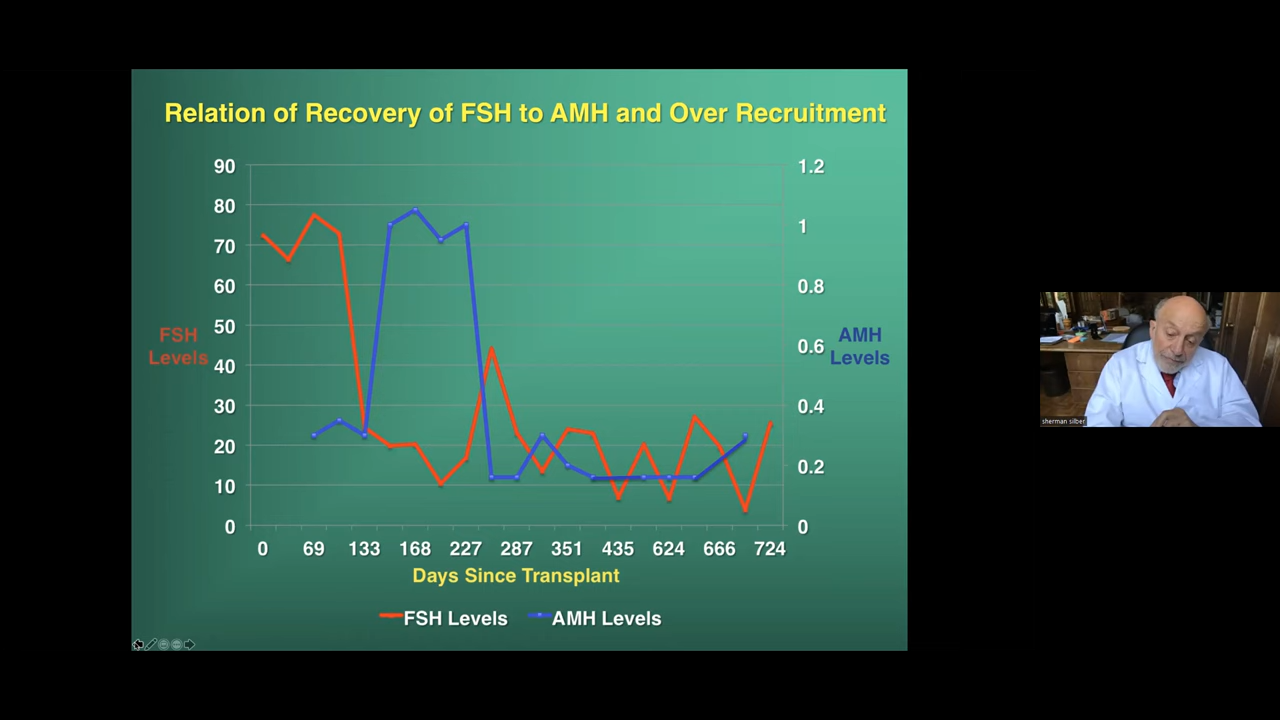 Relation of Recovery of FSH to AMH and Over Recruitment
90
80
70
60
50
40
30
20
10
0
FSH
Levels
1.2
1
0.8
0.6
0.4
0.2
0
AMH
Levels
0 69 133 168 227 287 351 435 624 666 724
Days Since Transplant
FSH Levels AMH Levels
sherman silber